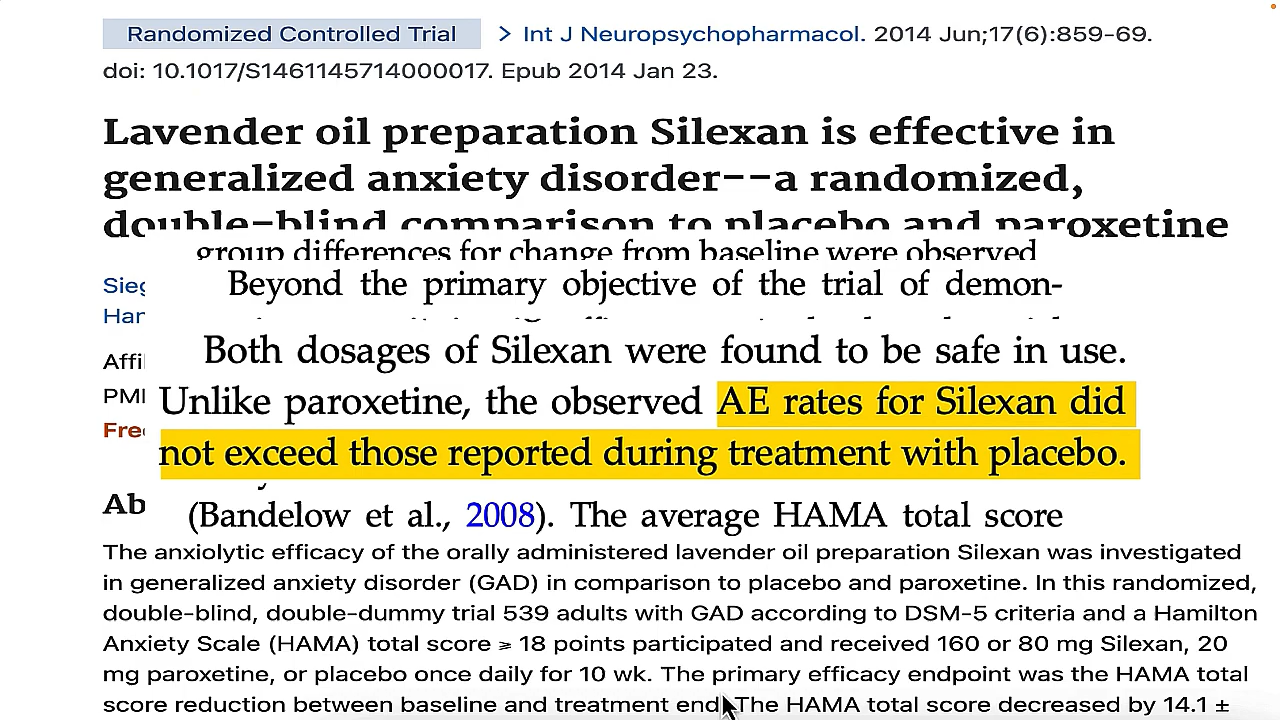 Randomized Controlled Trial > Int J Neuropsychopharmacol. 2014 Jun;17(6):859-69.
doi: 10.1017/S1461145714000017. Epub 2014 Jan 23.
Lavender oil preparation Silexan is effective in
generalized anxiety disorder--a randomized,
double-blind comparison to placebo and paroxetine
group differences for change from baseline were observed
Beyond the primary objective of the trial of demon-
Both dosages of Silexan were found to be safe in use.
Unlike paroxetine, the observed AE rates for Silexan did
not exceed those reported during treatment with placebo.
(Bandelow et al., 2008). The average HAMA total score
The anxiolytic efficacy of the orally administered lavender oil preparation Silexan was investigated
in generalized anxiety disorder (GAD) in comparison to placebo and paroxetine. In this randomized,
double-blind, double-dummy trial 539 adults with GAD according to DSM-5 criteria and a Hamilton
Anxiety Scale (HAMA) total score ≥ 18 points participated and received 160 or 80 mg Silexan, 20
mg paroxetine, or placebo once daily for 10 wk. The primary efficacy endpoint was the HAMA total
score reduction between baseline and treatment end. The HAMA total score decreased by 14.1 ±